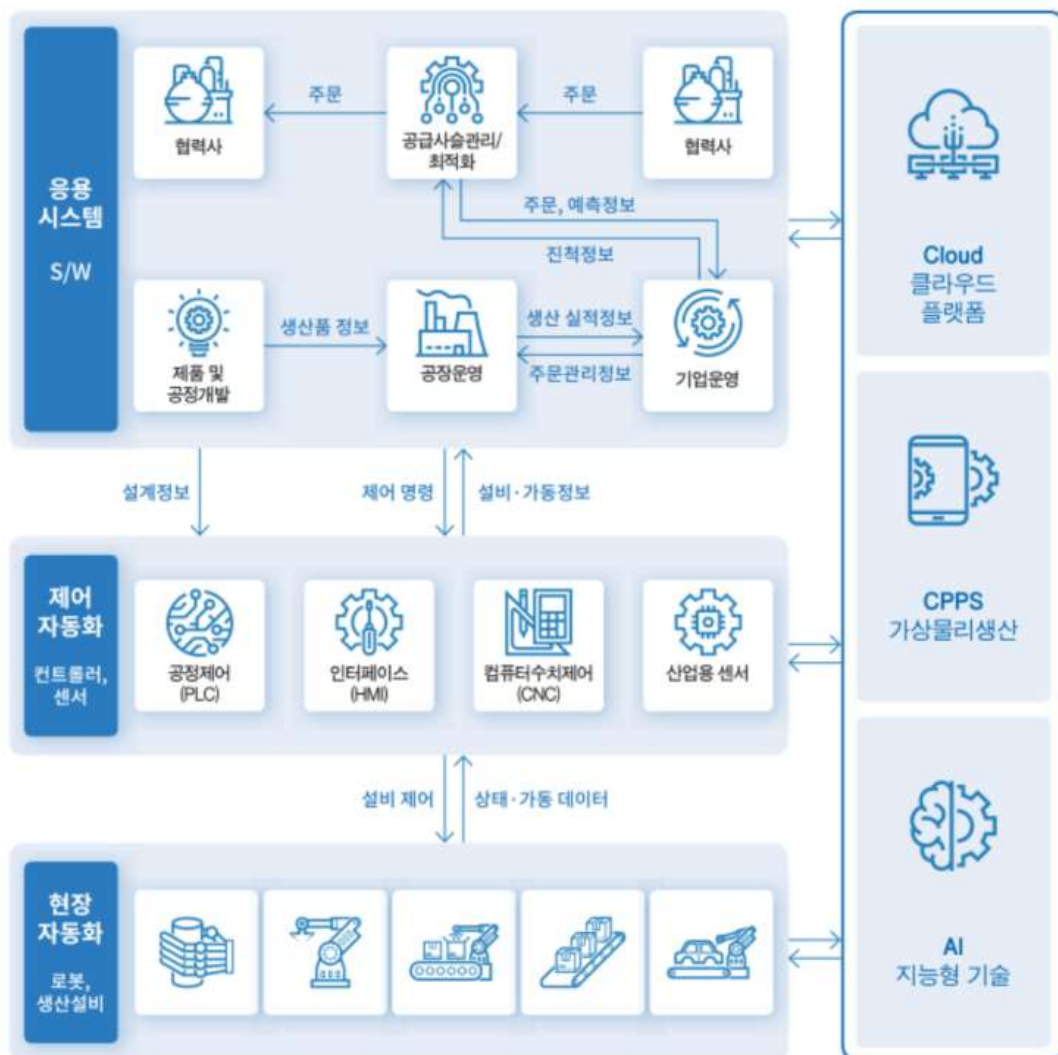 응용
시스템
S/W
협력사
주문
공급사슬관리/
최적화
주문
협력사
주문, 예측정보
진척정보
제품 및
공정개발
생산품 정보
공장운영
생산 실적정보
주문관리정보
기업운영
설계정보
제어 명령
설비·가동정보
제어
자동화
컨트롤러,
센서
공정제어
(PLC)
인터페이스
(HMI)
컴퓨터수치제어
(CNC)
산업용 센서
설비 제어
상태·가동 데이터
현장
자동화
로봇,
생산설비
Cloud
클라우드
플랫폼
CPPS
가상물리생산
AI
지능형 기술